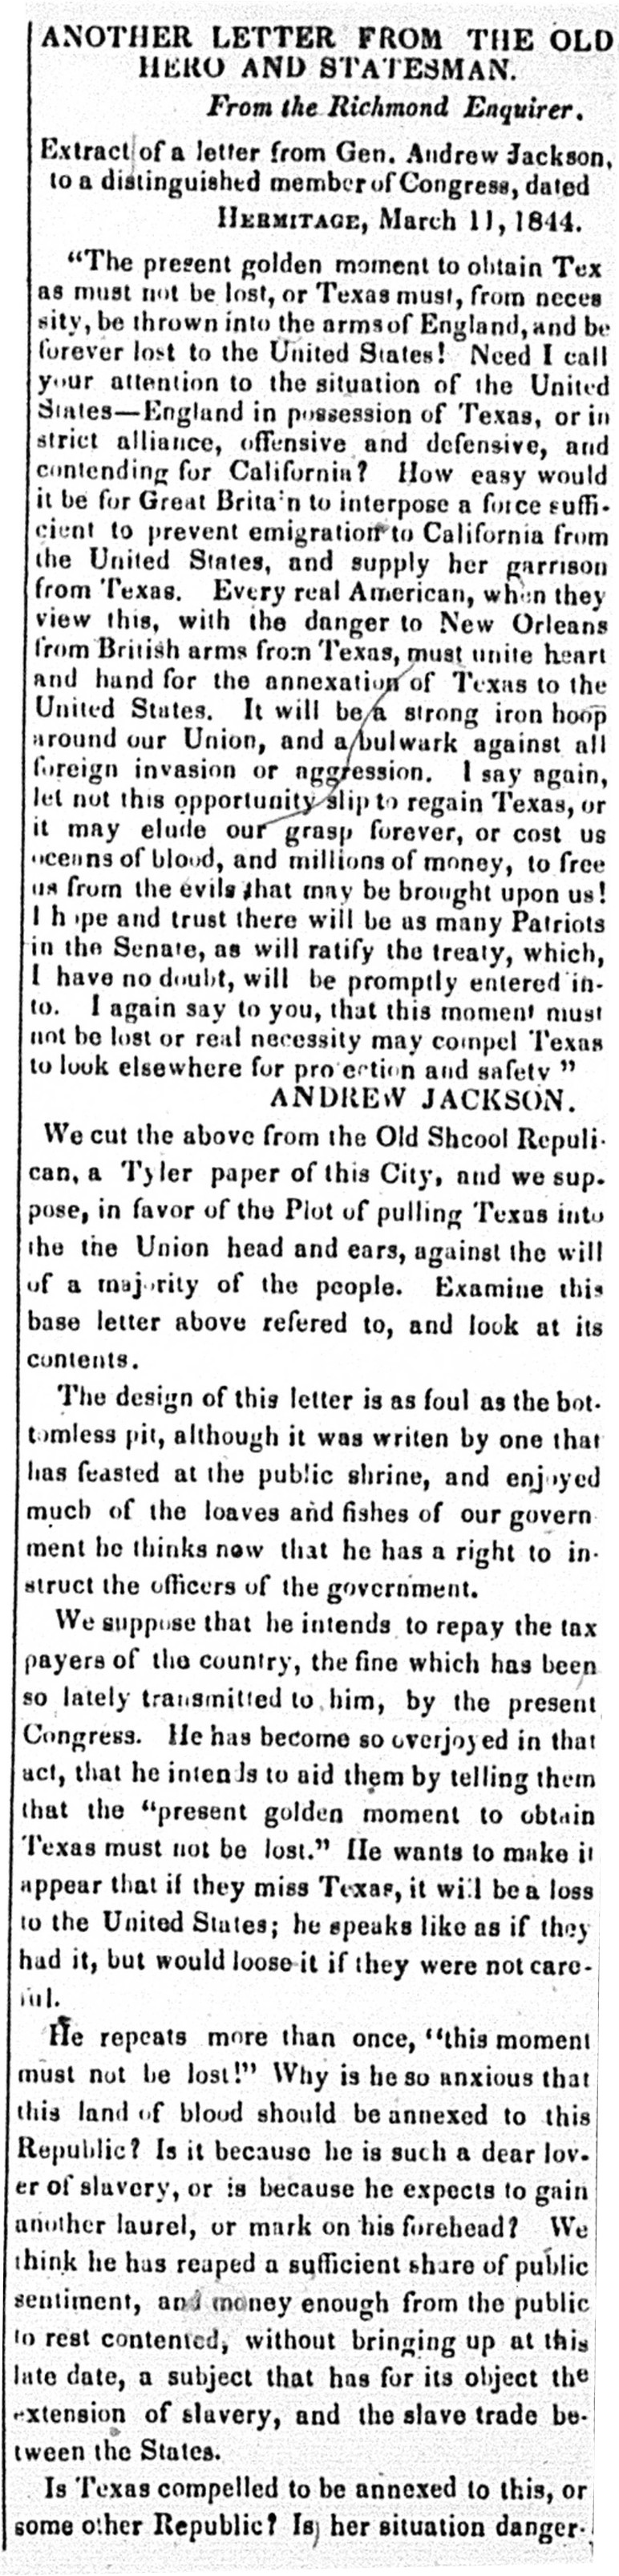 ANOTHER LETTER FROM THE OLD
HERO AND STATESMAN.
From the Richmond Enquirer.
Extract of a letter from Gen. Andrew Jackson,
to a distinguished member of Congress, dated
HERMITAGE, March 11, 1844.
“The present golden moment to obtain Tex
as must not be lost, or Texas must, from neces
sity, be thrown into the arms of England, and be
forever lost to the United States! Need I call
your attention to the situation of the United
States—England in possession of Texas, or in
strict alliance, offensive and defensive, and
contending for California? How easy would
it be for Great Britain to interpose a force suffi-
cient to prevent emigration to California from
the United States, and supply her garrison
from Texas. Every real American, when they
view this, with the danger to New Orleans
from British arms from Texas, must unite heart
and hand for the annexation of Texas to the
United States. It will be a strong iron hoop
around our Union, and a bulwark against all
foreign invasion or aggression. I say again,
let not this opportunity slip to regain Texas, or
it may elude our grasp forever, or cost us
oceans of blood, and millions of money, to free
us from the evils that may be brought upon us!
I hope and trust there will be as many Patriots
in the Senate, as will ratify the treaty, which,
I have no doubt, will be promptly entered in-
to. I again say to you, that this moment must
not be lost or real necessity may compel Texas
to look elsewhere for protection and safety ”
ANDREW JACKSON.
We cut the above from the Old Shcool Repuli-
can, a Tyler paper of this City, and we sup-
pose, in favor of the Plot of pulling Texas into
the the Union head and ears, against the will
of a majority of the people. Examine this
base letter above refered to, and look at its
contents.
The design of this letter is as foul as the bot-
tomless pit, although it was writen by one that
has feasted at the public shrine, and enjoyed
much of the loaves and fishes of our govern
ment he thinks now that he has a right to in-
struct the officers of the government.
We suppose that he intends to repay the tax
payers of the country, the fine which has been
so lately transmitted to him, by the present
Congress. He has become so overjoyed in that
act, that he intends to aid them by telling them
that the “present golden moment to obtain
Texas must not be lost.” He wants to make it
appear that if they miss Texas, it will be a loss
to the United States; he speaks like as if they
had it, but would loose it if they were not care-
ful.
He repeats more than once, “this moment
must not be lost!” Why is he so anxious that
this land of blood should be annexed to this
Republic? Is it because he is such a dear lov-
er of slavery, or is because he expects to gain
another laurel, or mark on his forehead? We
think he has reaped a sufficient share of public
sentiment, and money enough from the public
to rest contented, without bringing up at this
late date, a subject that has for its object the
extension of slavery, and the slave trade be-
tween the States.
Is Texas compelled to be annexed to this, or
some other Republic? Is her situation danger-